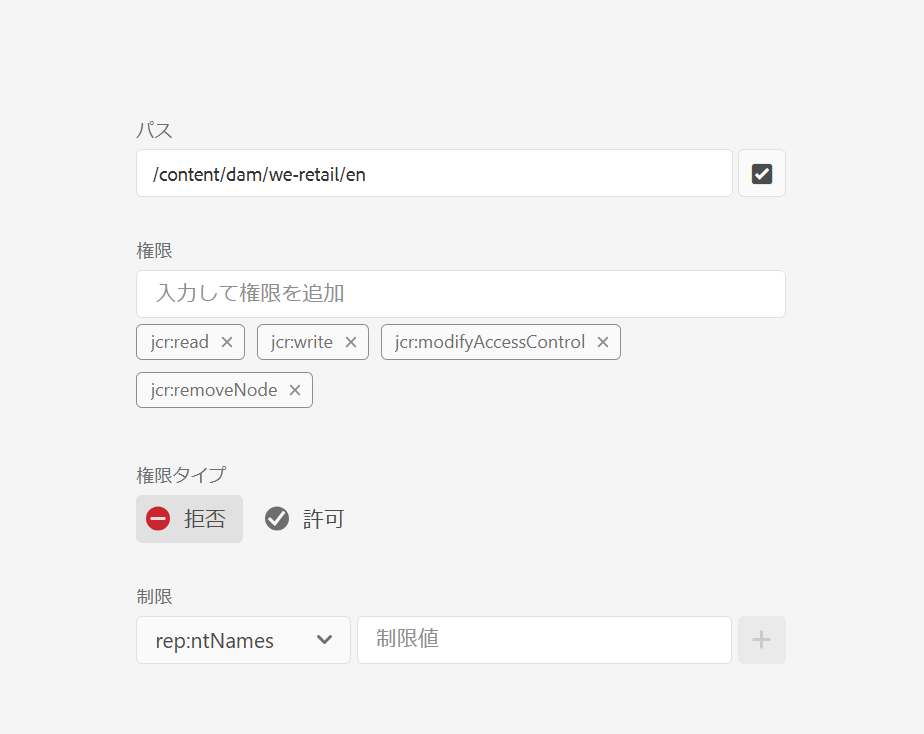 パス
/content/dam/we-retail/en
権限
入力して権限を追加
jcr:read
jcr:write
jcr:modifyAccessControl
jcr:removeNode
権限タイプ
拒否
許可
制限
rep:ntNames
制限値